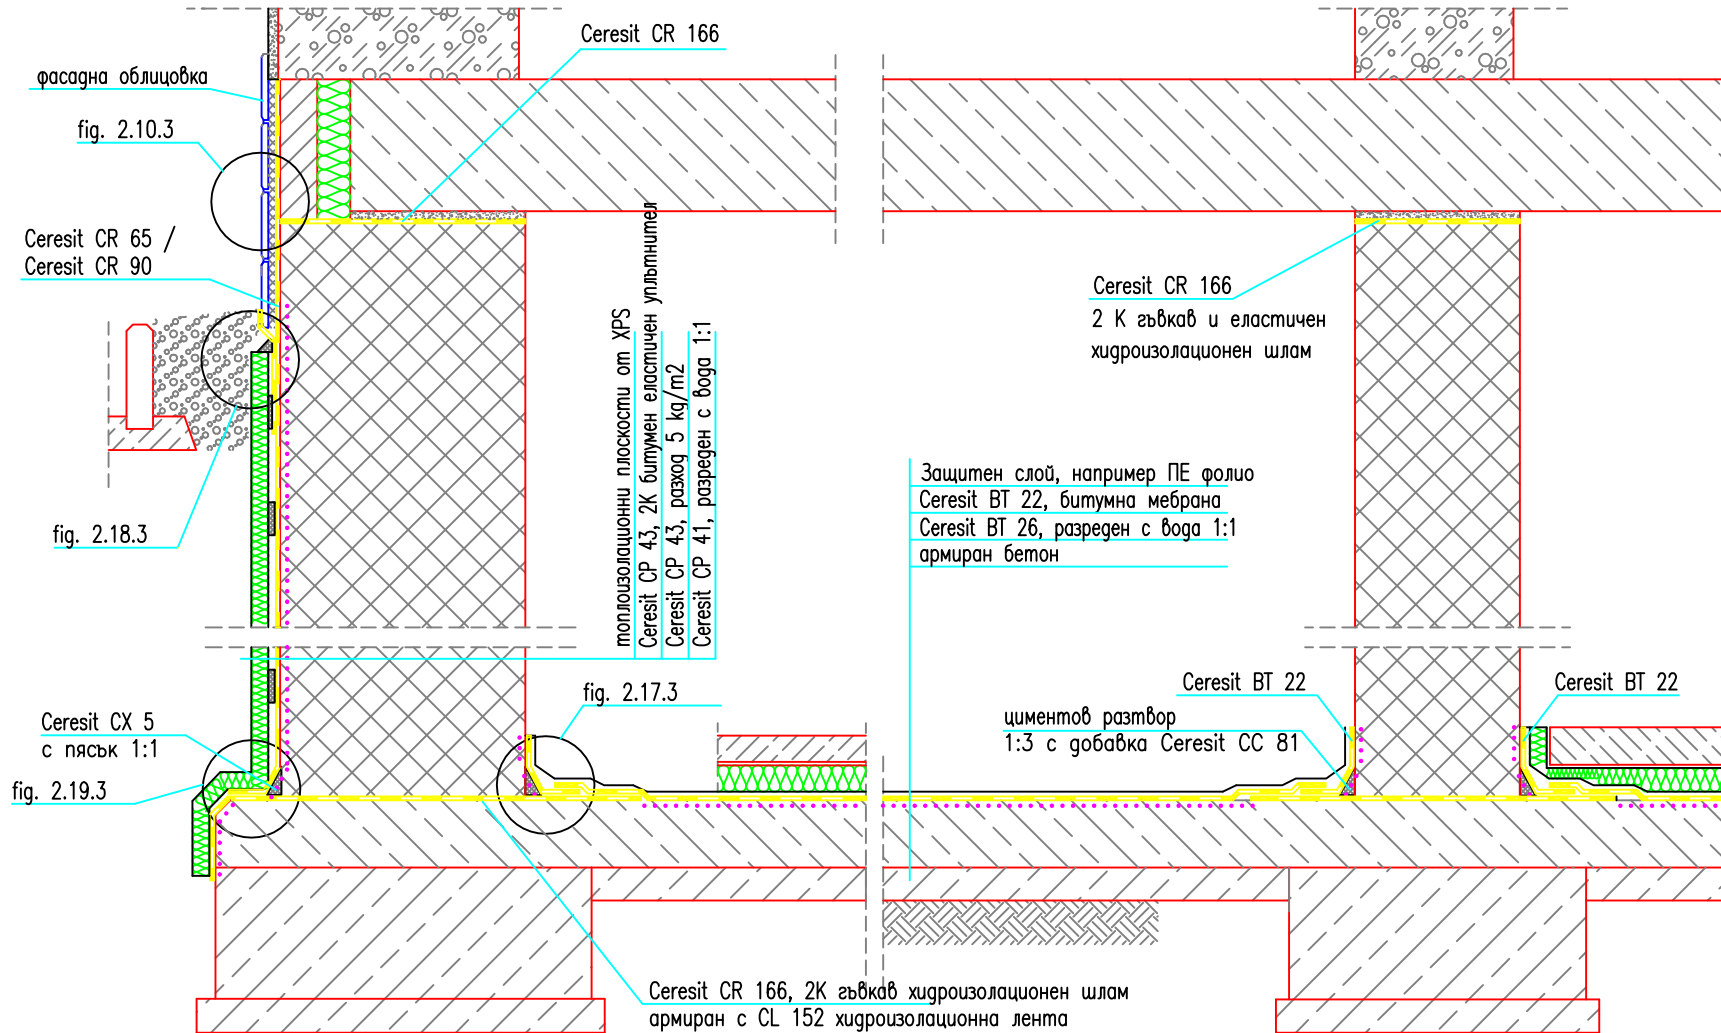 Ceresit CR 166
фасадна облицовка
fig. 2.10.3
Ceresit CR 65 /
Ceresit CR 90
Ceresit CR 166
2 К гъвкав и еластичен
хидроизолационен шлам
топлоизолационни плоскости от XPS
Ceresit CP 43, 2К битумен еластичен уплътнител
Ceresit CP 43, разход 5 kg/m2
Ceresit CP 41, разреден с вода 1:1
Защитен слой, например ПЕ фолио
Ceresit BT 22, битумна мебрана
Ceresit BT 26, разреден с вода 1:1
армиран бетон
fig. 2.18.3
fig. 2.17.3
Ceresit BT 22
Ceresit BT 22
Ceresit CX 5
с пясък 1:1
циментов разтвор
1:3 с добавка Ceresit CC 81
fig. 2.19.3
Ceresit CR 166, 2К гъвкав хидроизолационен шлам
армиран с CL 152 хидроизолационна лента